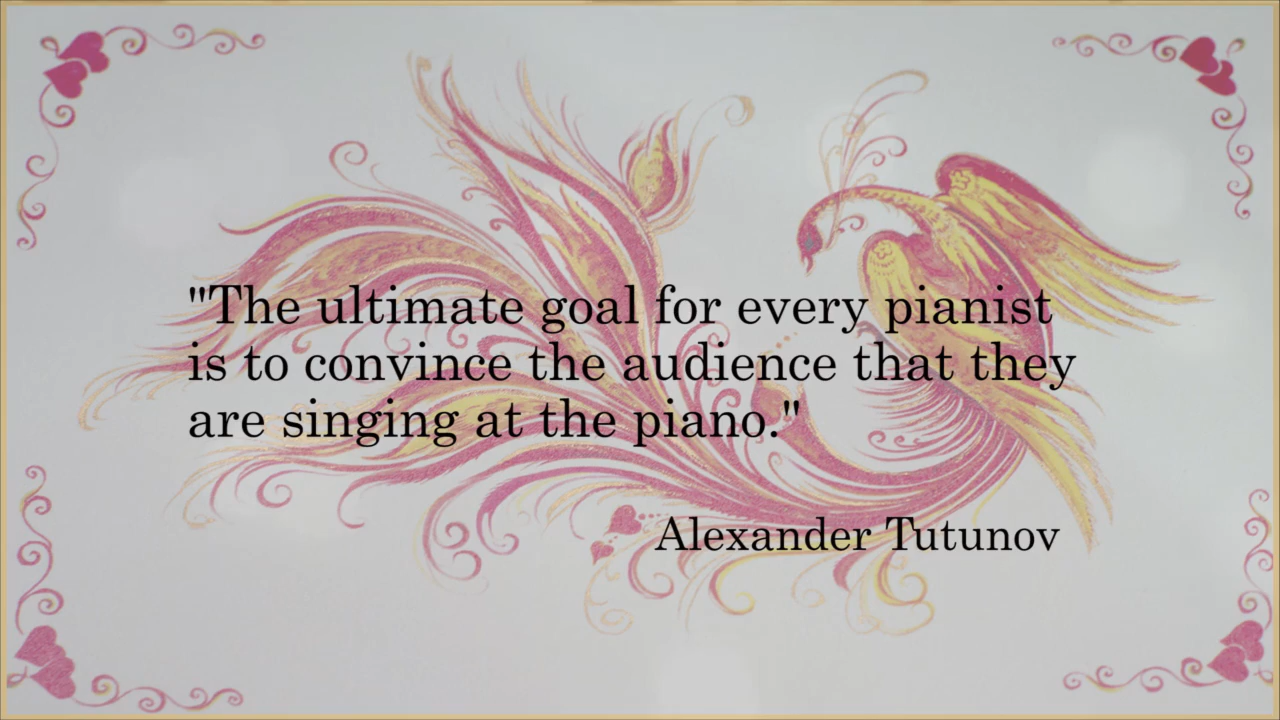 "The ultimate goal for every pianist
is to convince the audience that they
are singing at the piano."
Alexander Tutunov